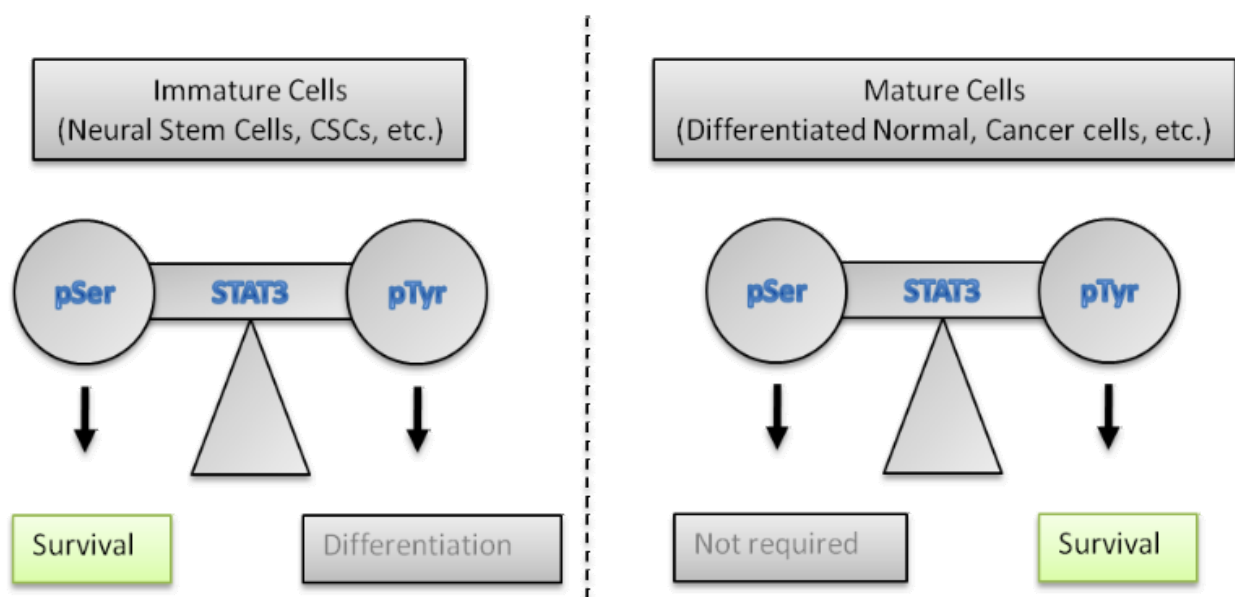 Immature Cells
(Neural Stem Cells, CSCs, etc.)
pSer
STAT3
pTyr
Survival
Differentiation
Mature Cells
(Differentiated Normal, Cancer cells, etc.)
pSer
STAT3
pTyr
Not required
Survival